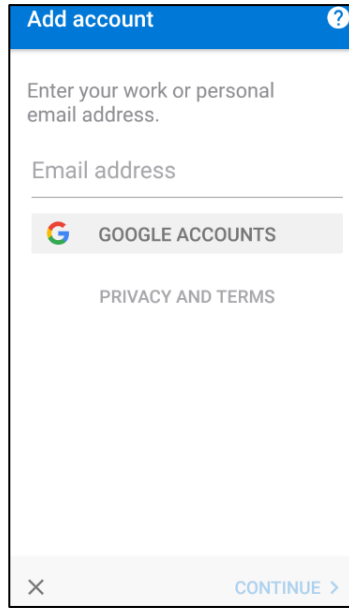 Add account
?
Enter your work or personal
email address.
Email address
GOOGLE ACCOUNTS
PRIVACY AND TERMS
CONTINUE